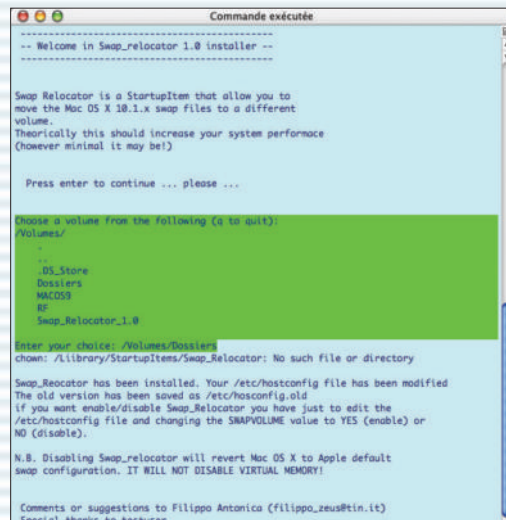 Commande exécutée
-------------------------------------------
-- Welcome in Swap_relocator 1.0 installer --
-------------------------------------------
Swap Relocator is a StartupItem that allow you to
move the Mac OS X 10.1.x swap files to a different
volume.
Theorically this should increase your system performace
(however minimal it may be!)
Press enter to continue ... please ...
Choose a volume from the following (q to quit):
/Volumes/
.
..
.DS_Store
Dossiers
MACOS9
RF
Swap_Relocator_1.0
Enter your choice: /Volumes/Dossiers
chown: /Liibrary/StartupItems/Swap_Relocator: No such file or directory
Swap_Reocator has been installed. Your /etc/hostconfig file has been modified
The old version has been saved as /etc/hosconfig.old
if you want enable/disable Swap_Relocator you have just to edit the
/etc/hostconfig file and changing the SWAPVOLUME value to YES (enable) or
NO (disable).
N.B. Disabling Swap_relocator will revert Mac OS X to Apple default
swap configuration. IT WILL NOT DISABLE VIRTUAL MEMORY!
Comments or suggestions to Filippo Antonica (filippo_zeus@tin.it)
Special thanks to